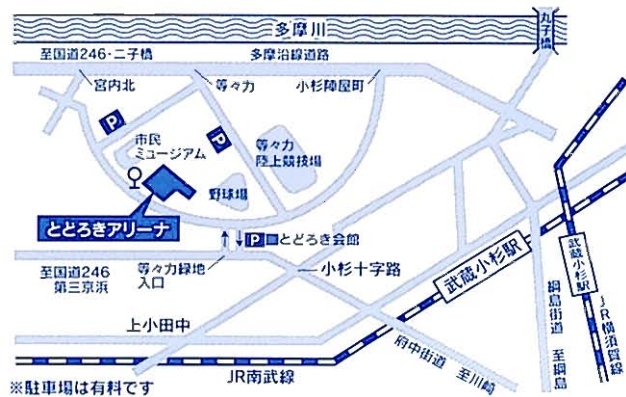 多摩川
丸子橋
至国道246・二子橋
多摩沿線道路
宮内北
等々力
小杉陣屋町
P
P
市民
ミュージアム
等々力
陸上競技場
野球場
とどろきアリーナ
P
とどろき会館
至国道246
第三京浜
等々力緑地
入口
小杉十字路
武蔵小杉駅
武蔵小杉駅
上小田中
府中街道 至川崎
綱島街道 至綱島
JR横須賀線
JR南武線
※駐車場は有料です